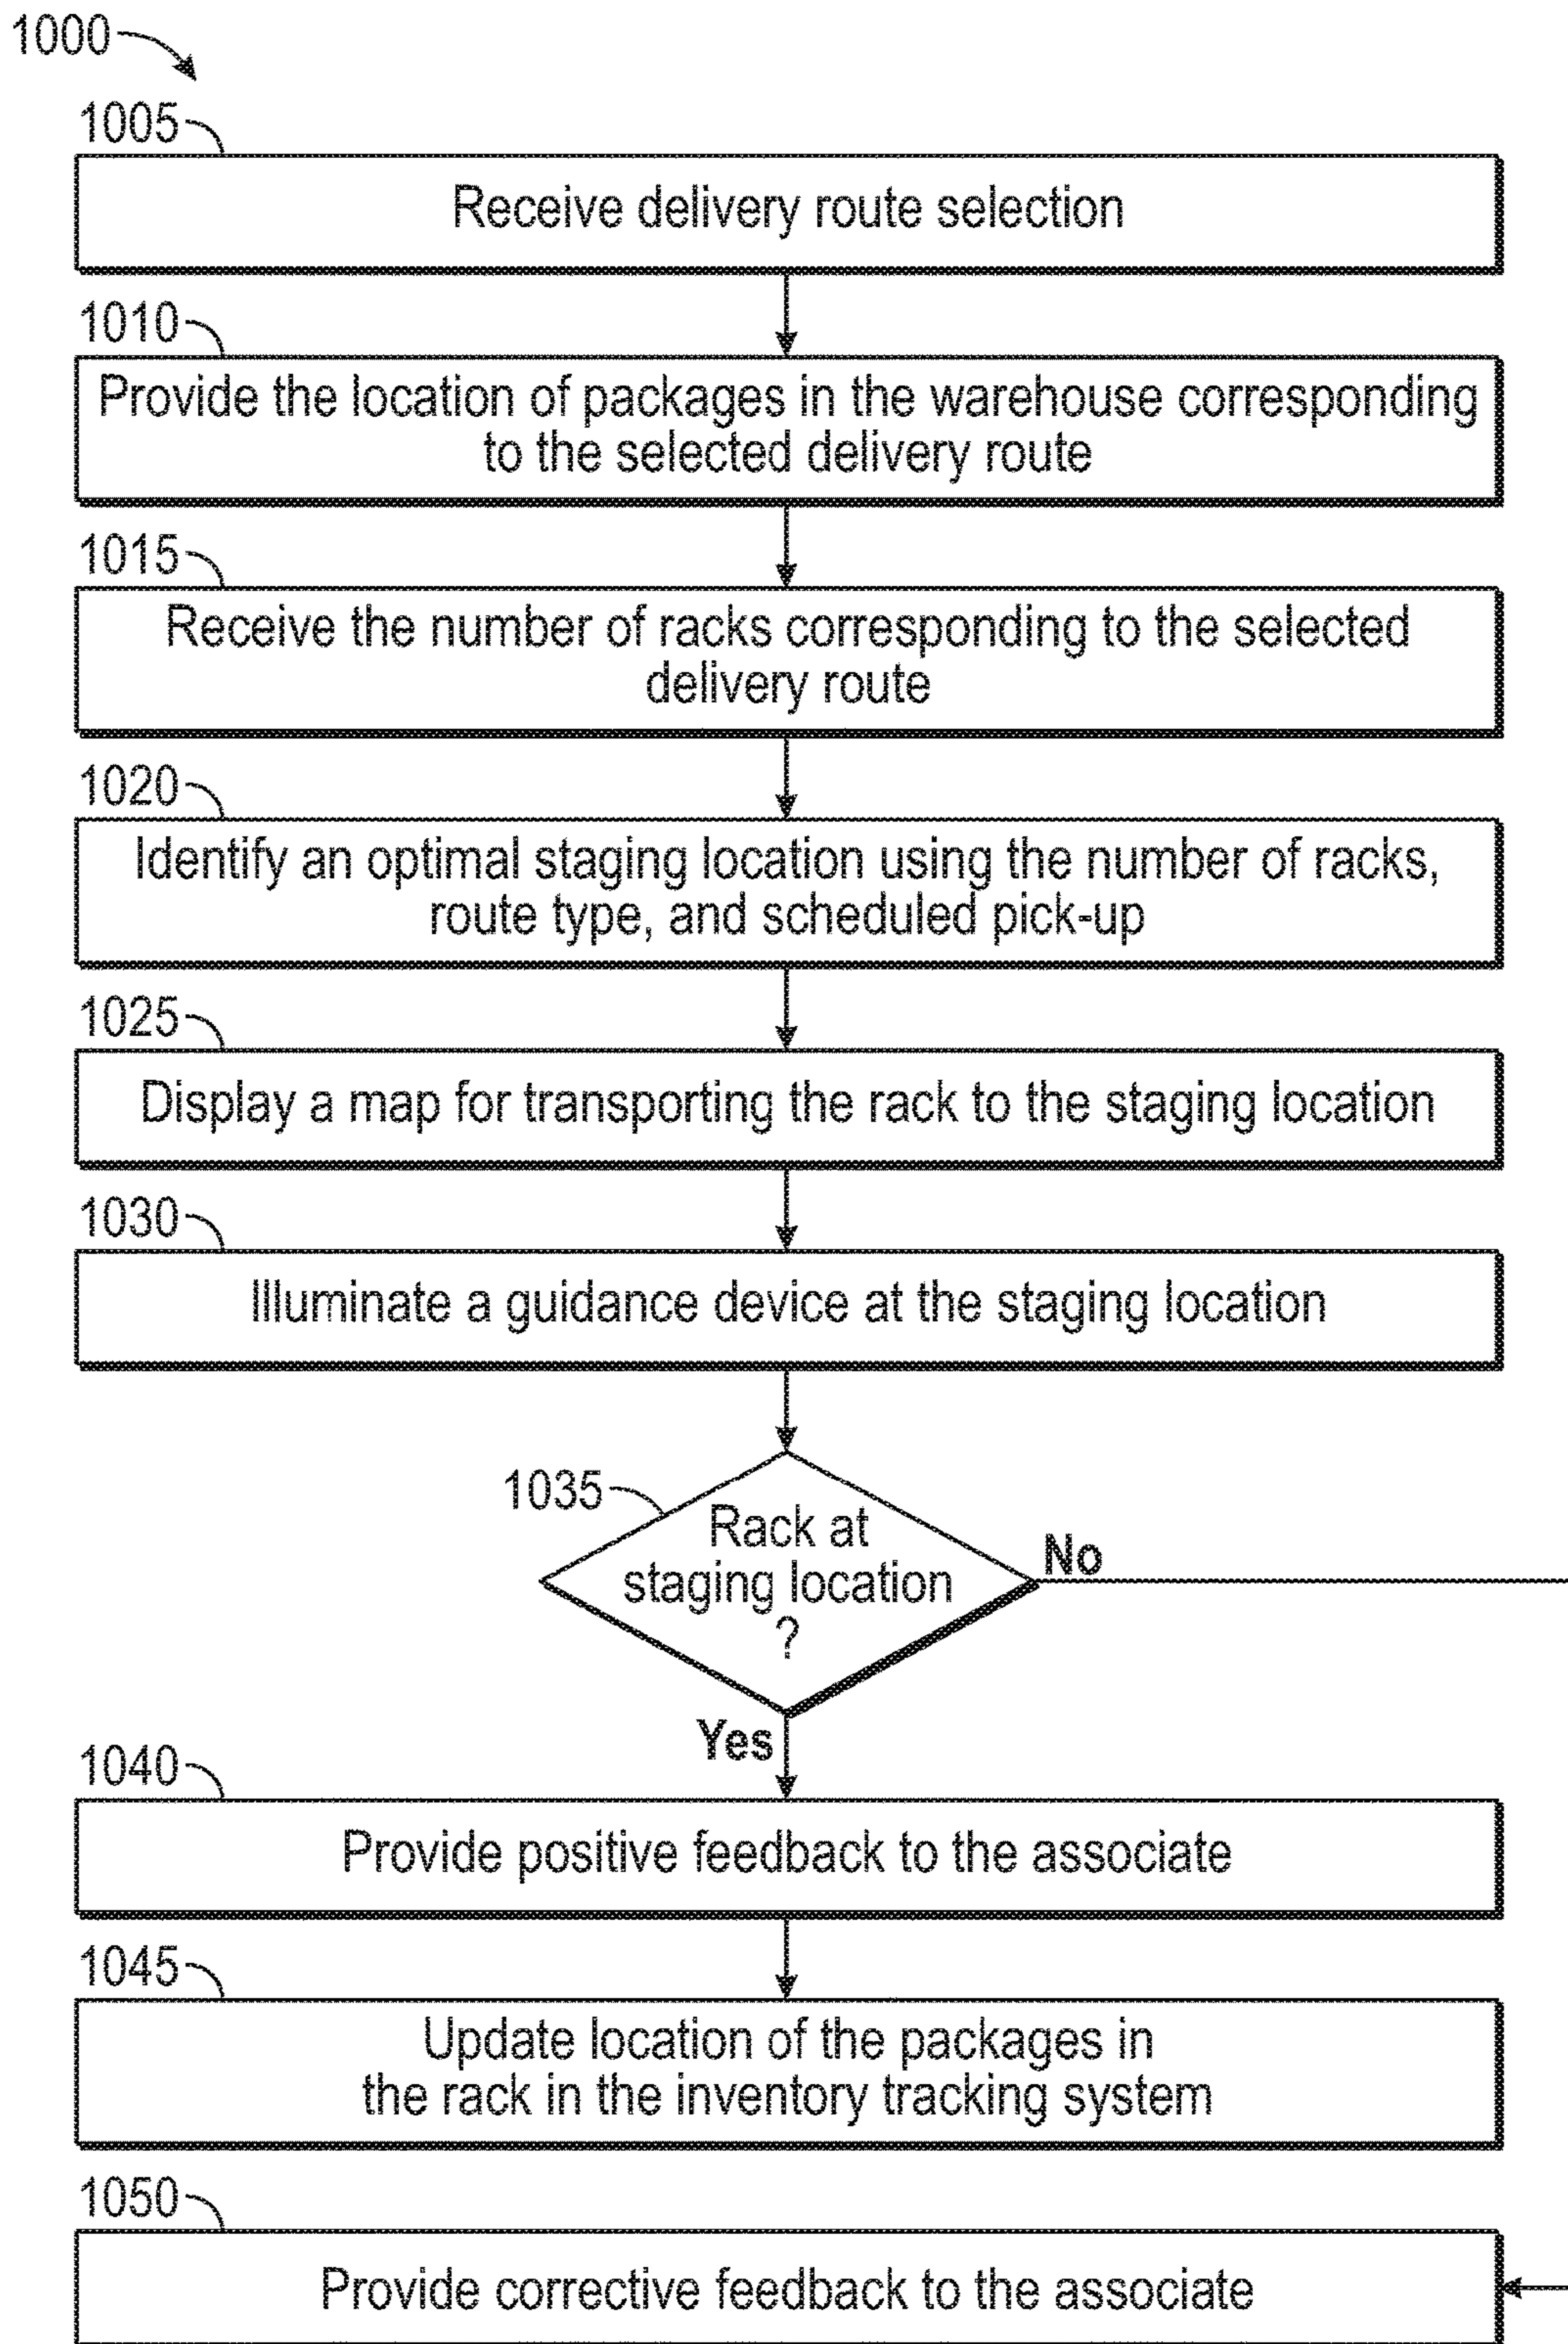 1000
1005
Receive delivery route selection
1010
Provide the location of packages in the warehouse corresponding
to the selected delivery route
1015
Receive the number of racks corresponding to the selected
delivery route
1020
Identify an optimal staging location using the number of racks,
route type, and scheduled pick-up
1025
Display a map for transporting the rack to the staging location
1030
Illuminate a guidance device at the staging location
1035
Rack at
staging location
?
No
Yes
1040
Provide positive feedback to the associate
1045
Update location of the packages in
the rack in the inventory tracking system
1050
Provide corrective feedback to the associate